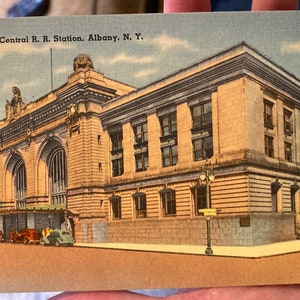 Central R. R. Station, Albany, N. Y.